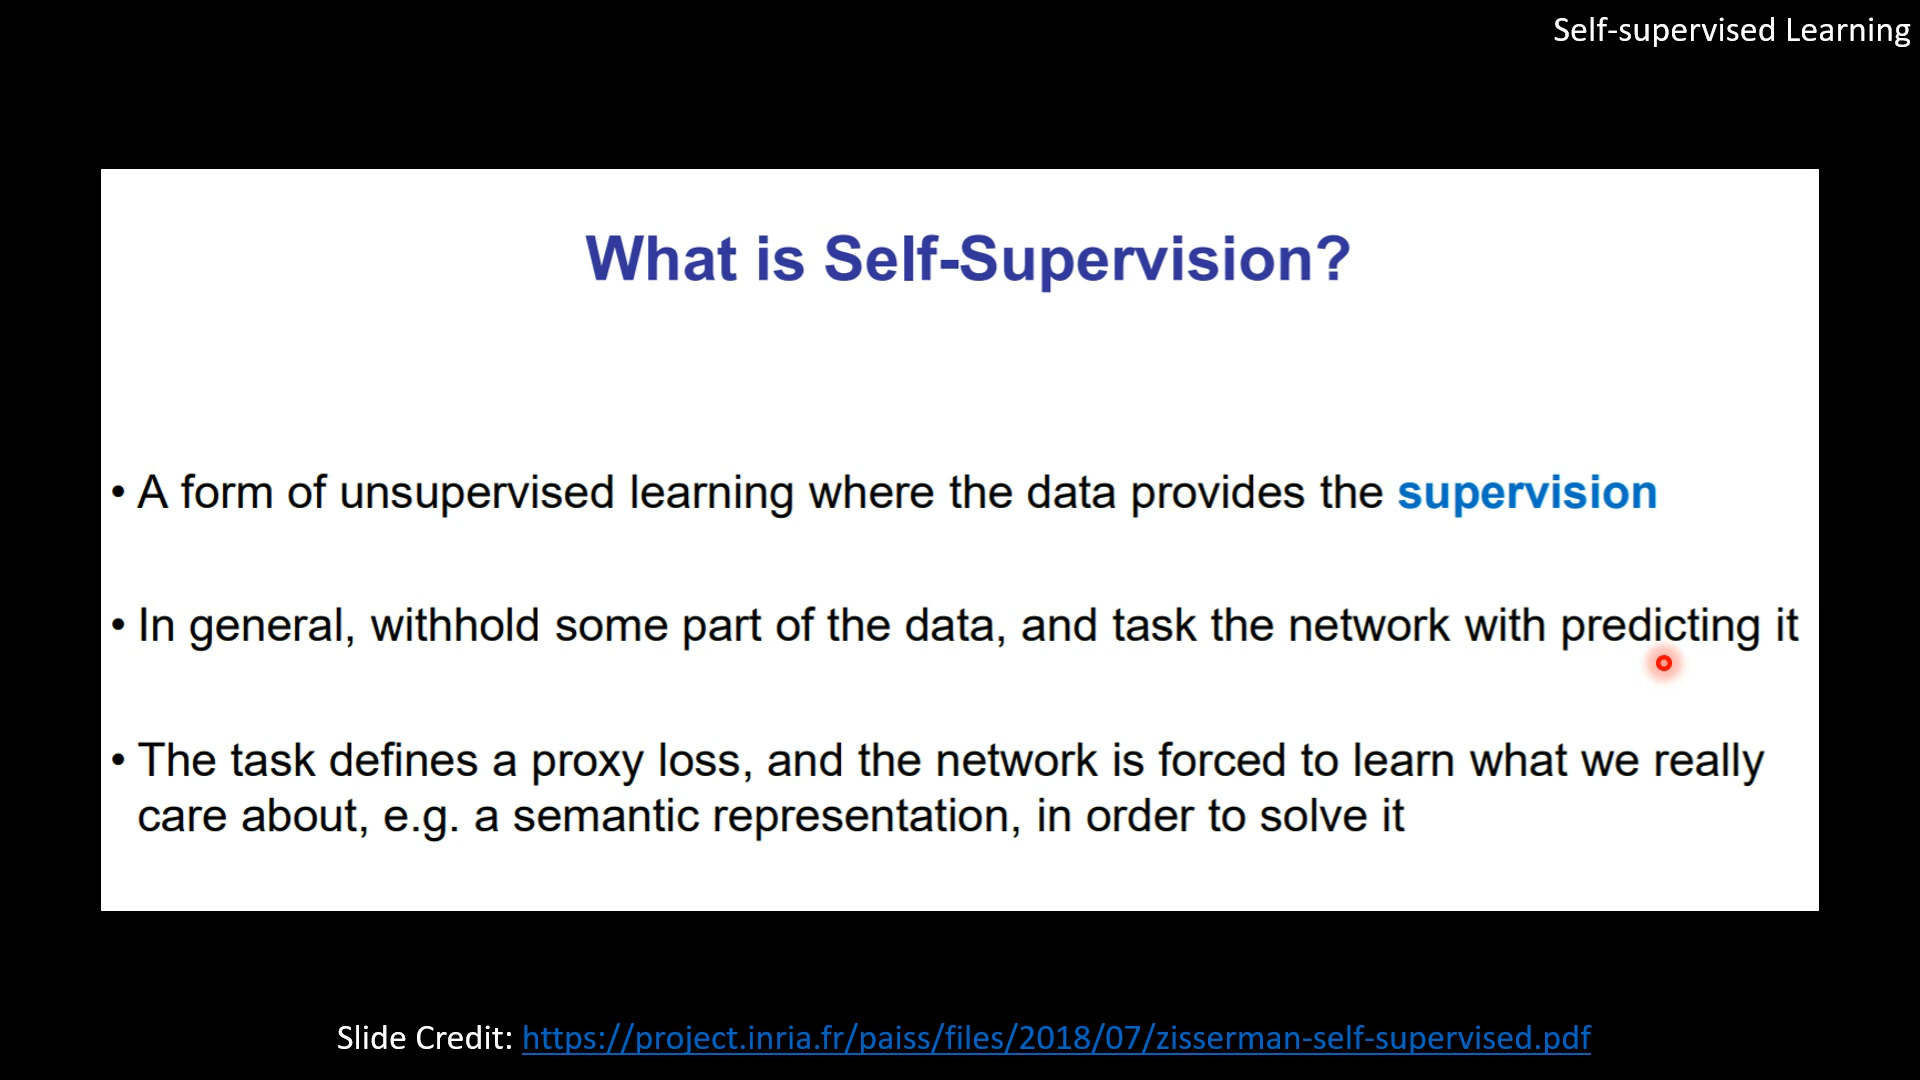 Self-supervised Learning
What is Self-Supervision?
• A form of unsupervised learning where the data provides the supervision
• In general, withhold some part of the data, and task the network with predicting it
• The task defines a proxy loss, and the network is forced to learn what we really
care about, e.g. a semantic representation, in order to solve it
Slide Credit: https://project.inria.fr/paiss/files/2018/07/zisserman-self-supervised.pdf